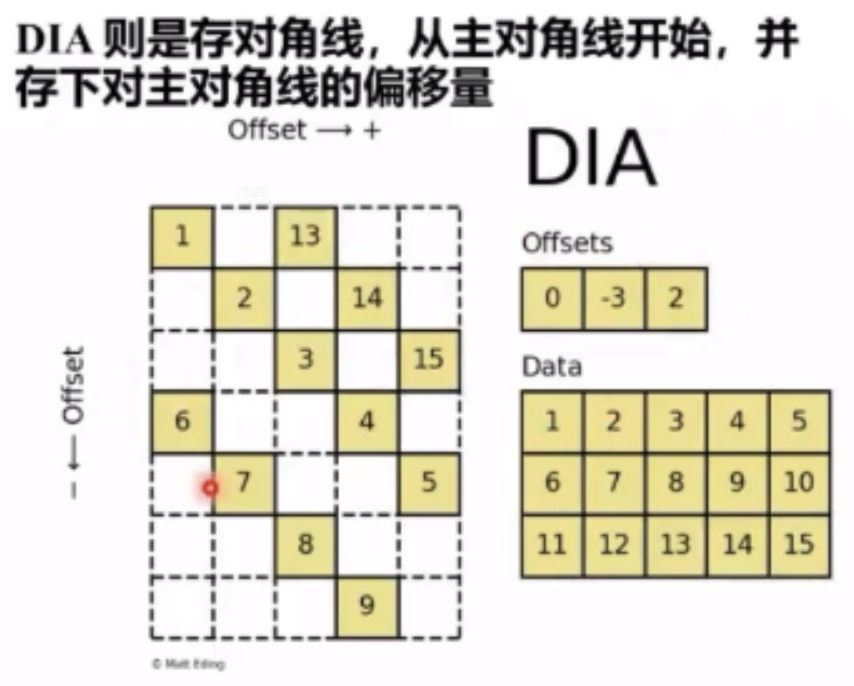 DIA 则是存对角线，从主对角线开始，并
存下对主对角线的偏移量
Offset → +
DIA
1 13
2 14
3 15
6 4
7 5
8
9
− ← Offset
Offsets
0 -3 2
Data
1 2 3 4 5
6 7 8 9 10
11 12 13 14 15
© Matt Eding